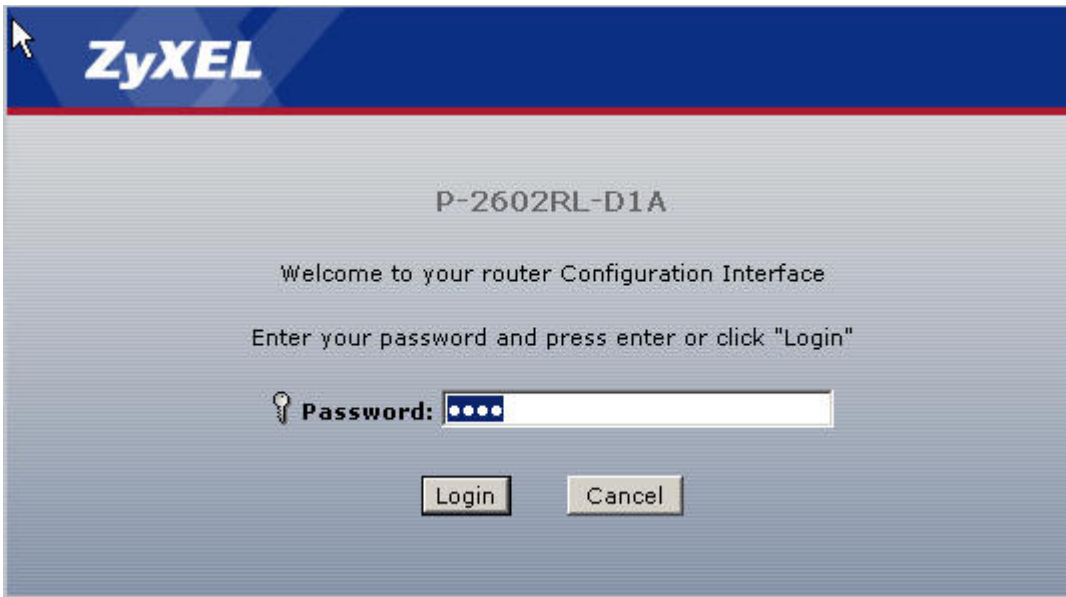 ZyXEL
P-2602RL-D1A
Welcome to your router Configuration Interface
Enter your password and press enter or click "Login"
Password: ••••
Login Cancel